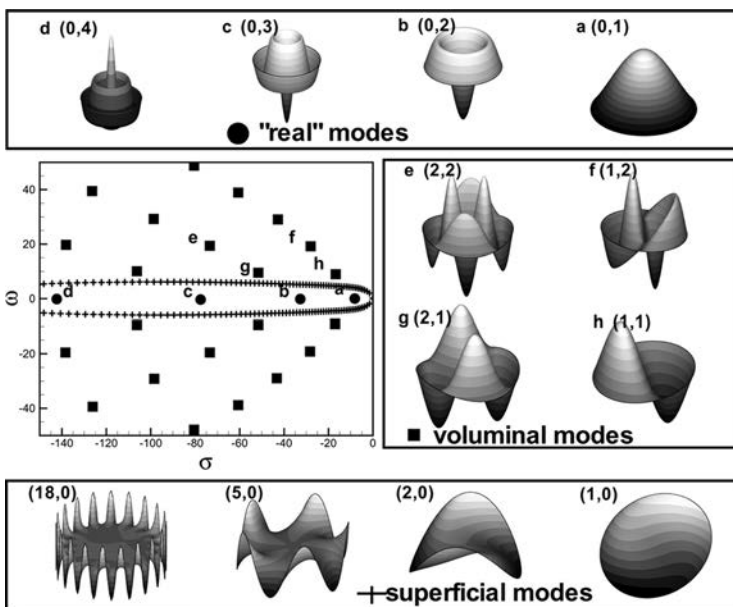 d (0,4) c (0,3) b (0,2) a (0,1)
"real" modes
40
20
0
-20
-40
ω
e
f
g
h
d
c
b
a
-140 -120 -100 -80 -60 -40 -20 0
σ
e (2,2) f (1,2)
g (2,1) h (1,1)
voluminal modes
(18,0) (5,0) (2,0) (1,0)
superficial modes